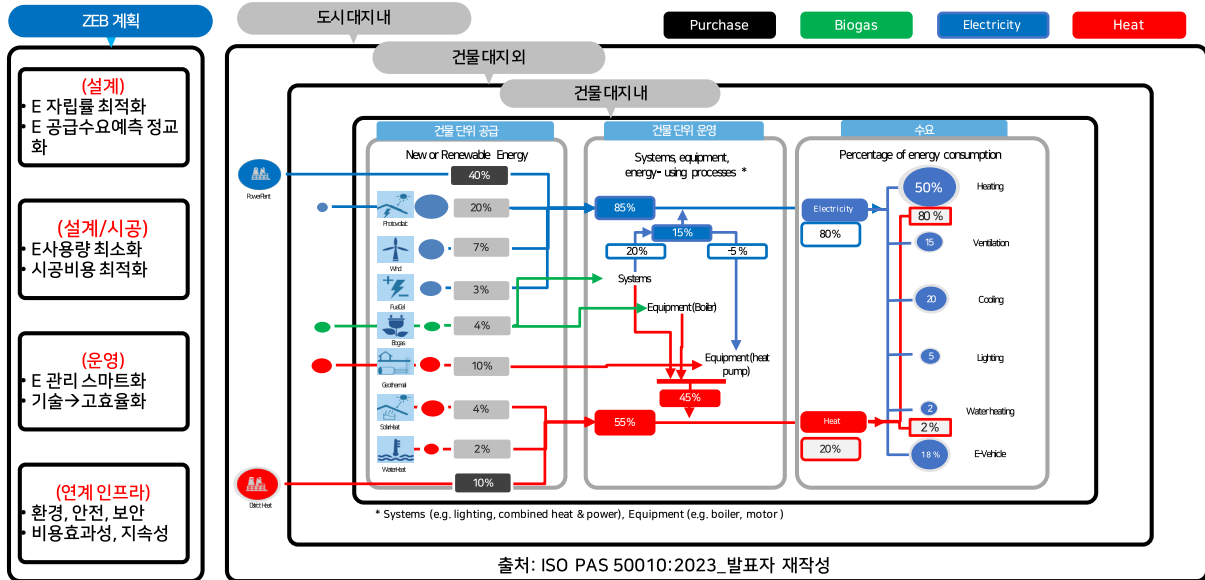 ZEB 계획
(설계)
• E 자립률 최적화
• E 공급수요예측 정교
화
(설계/시공)
• E사용량 최소화
• 시공비용 최적화
(운영)
• E 관리 스마트화
• 기술→고효율화
(연계 인프라)
• 환경, 안전, 보안
• 비용효과성, 지속성
도시 대지 내
건물 대지 외
건물 대지 내
Purchase
Biogas
Electricity
Heat
건물 단위 공급
New or Renewable Energy
PowerPlant
40%
Photovoltaic
20%
Wind
7%
FuelCell
3%
Biogas
4%
Geothermal
10%
SolarHeat
4%
WaterHeat
2%
District Heat
10%
건물 단위 운영
Systems, equipment,
energy- using processes *
85%
15%
20%
-5%
Systems
Equipment (Boiler)
Equipment (heat
pump)
45%
55%
수요
Percentage of energy consumption
Electricity
80%
Heat
20%
50%
Heating
80 %
15
Ventilation
20
Cooling
5
Lighting
2
Water heating
2 %
18 %
E-Vehicle
* Systems (e.g. lighting, combined heat & power), Equipment (e.g. boiler, motor )
출처: ISO PAS 50010:2023_발표자 재작성